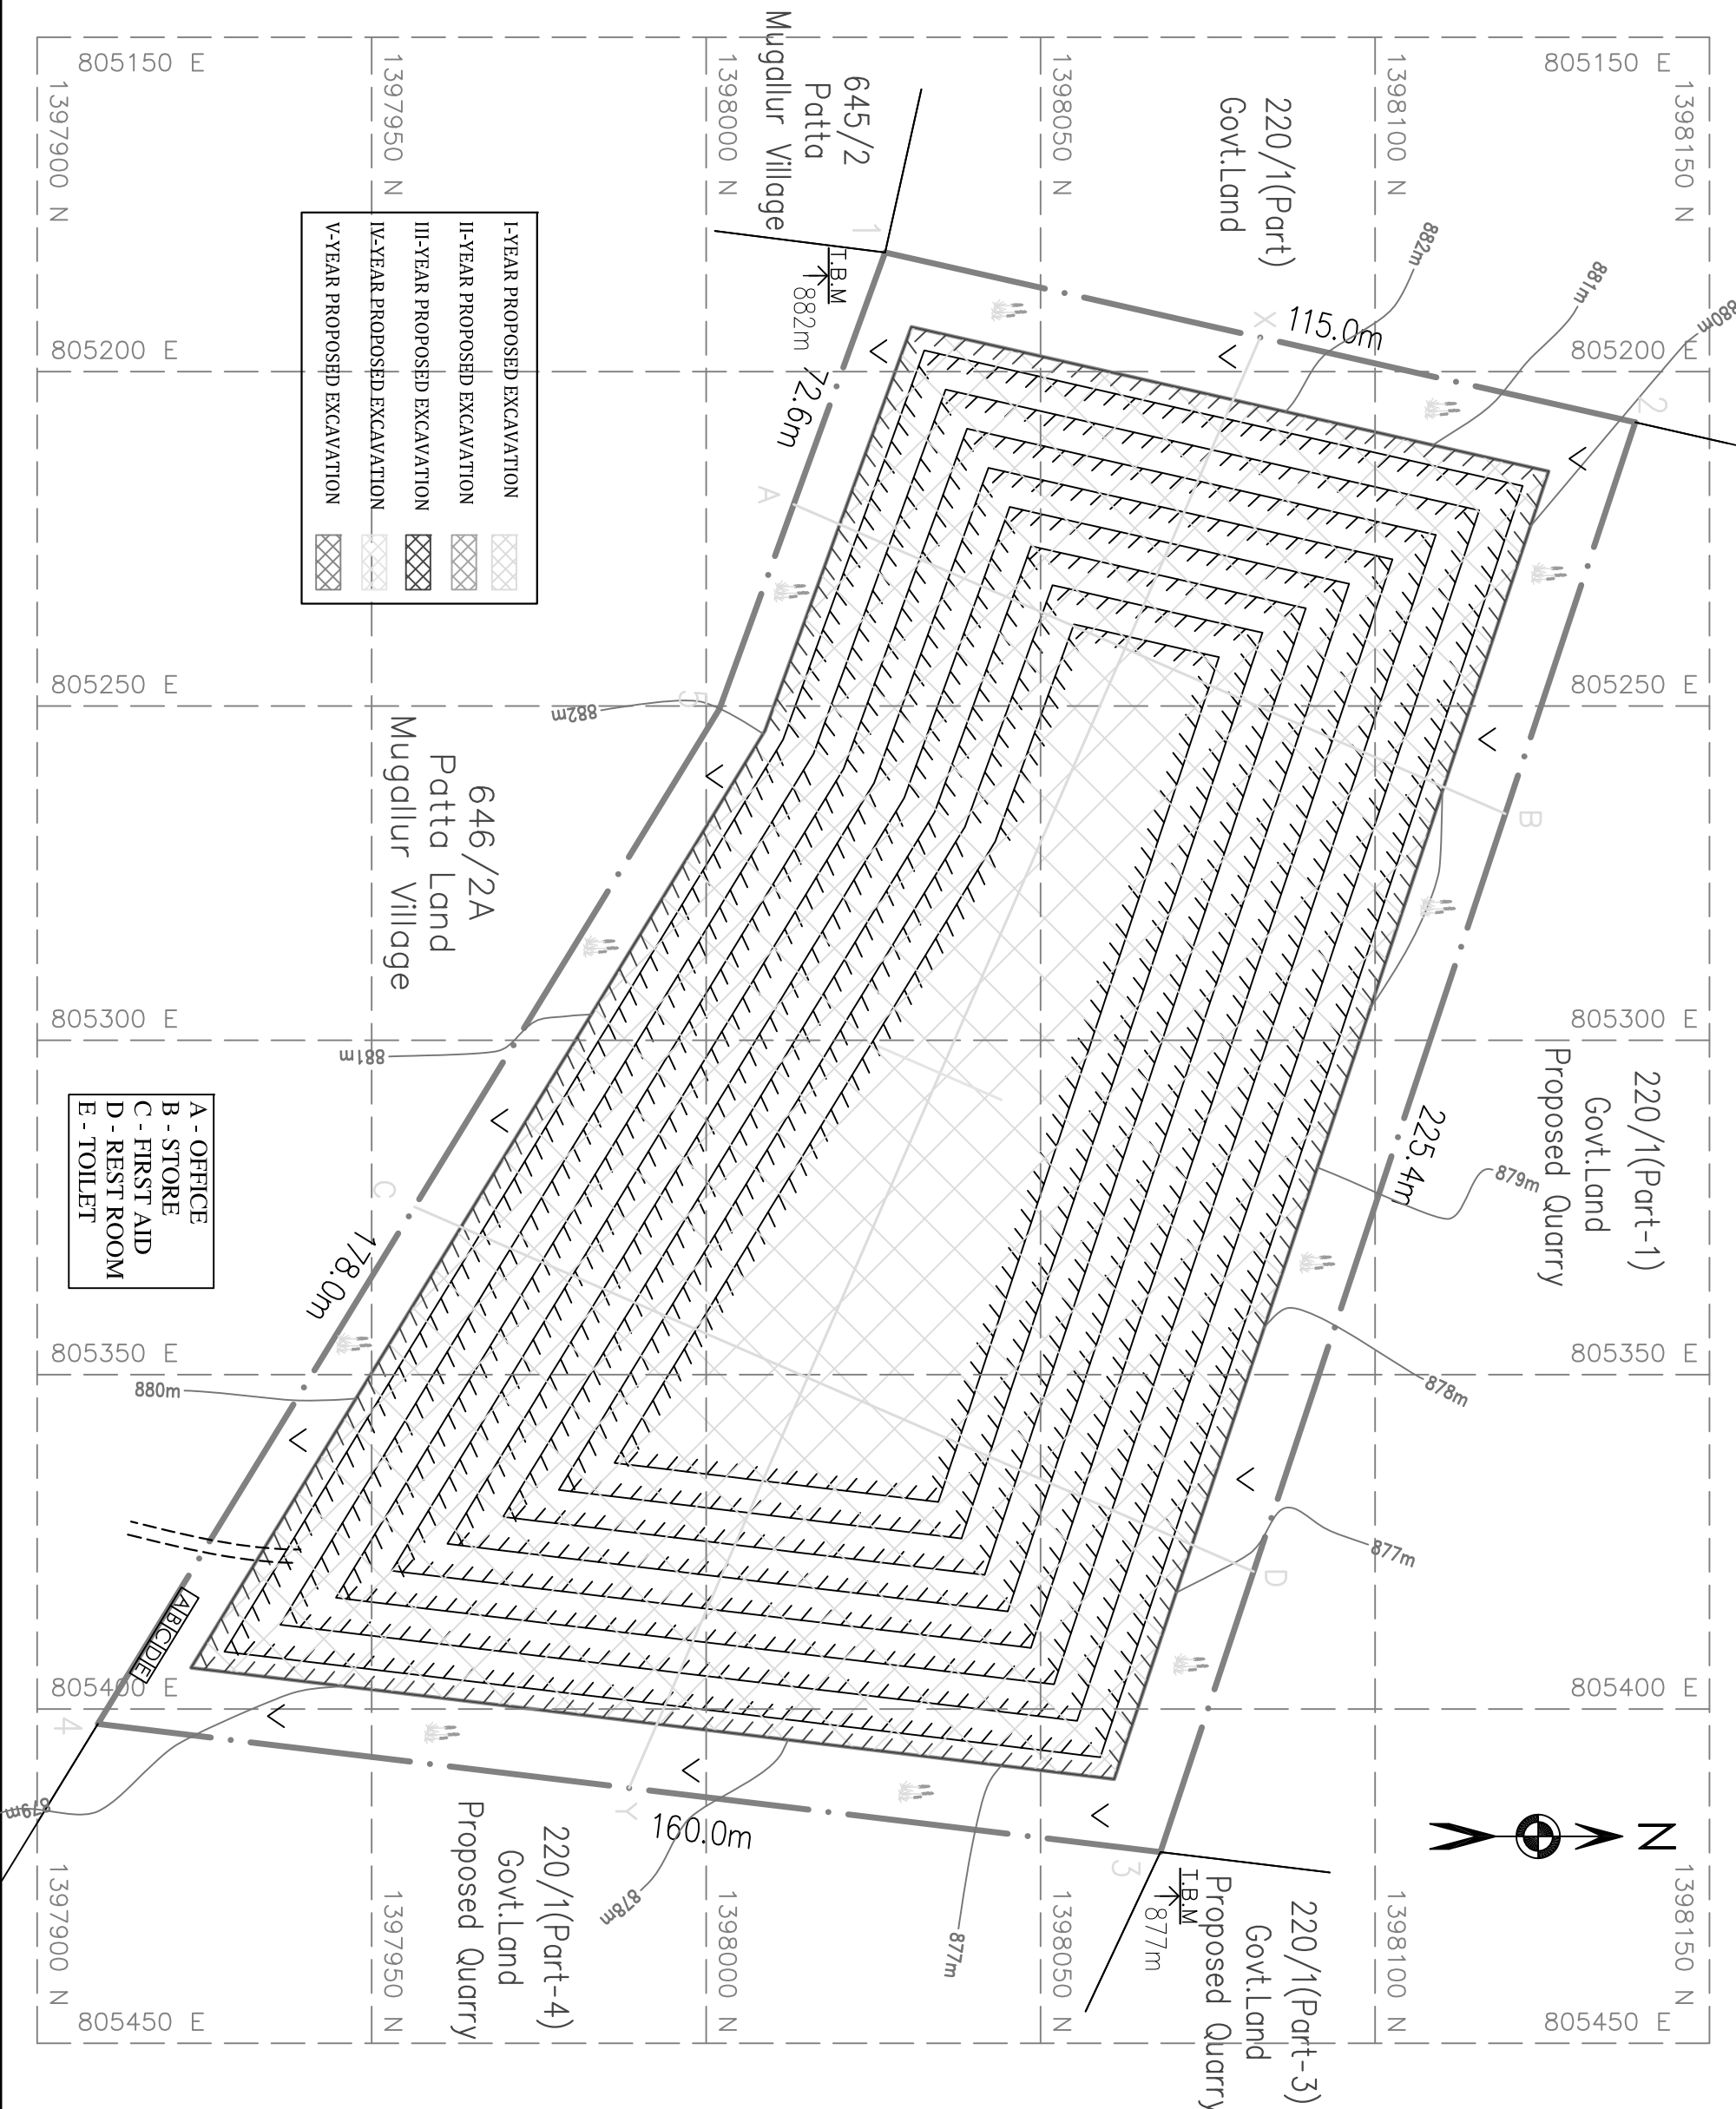 805150 E
805150 E
1397900 N
1397950 N
1398000 N
1398050 N
1398100 N
1398150 N
645/2
Patta
Mugallur Village
220/1(Part)
Govt.Land
882m
881m
880m
1
T.B.M
882m
X
115.0m
2
805200 E
805200 E
72.6m
A
I-YEAR PROPOSED EXCAVATION
II-YEAR PROPOSED EXCAVATION
III-YEAR PROPOSED EXCAVATION
IV-YEAR PROPOSED EXCAVATION
V-YEAR PROPOSED EXCAVATION
805250 E
805250 E
5
882m
B
646/2A
Patta Land
Mugallur Village
805300 E
805300 E
881m
220/1(Part-1)
Govt.Land
Proposed Quarry
225.4m
879m
A - OFFICE
B - STORE
C - FIRST AID
D - REST ROOM
E - TOILET
C
178.0m
805350 E
805350 E
880m
878m
877m
D
A|B|C|D|E
805400 E
805400 E
4
879m
Y
160.0m
878m
877m
3
T.B.M
877m
N
220/1(Part-4)
Govt.Land
Proposed Quarry
220/1(Part-3)
Govt.Land
Proposed Quarry
1397900 N
1397950 N
1398000 N
1398050 N
1398100 N
1398150 N
805450 E
805450 E